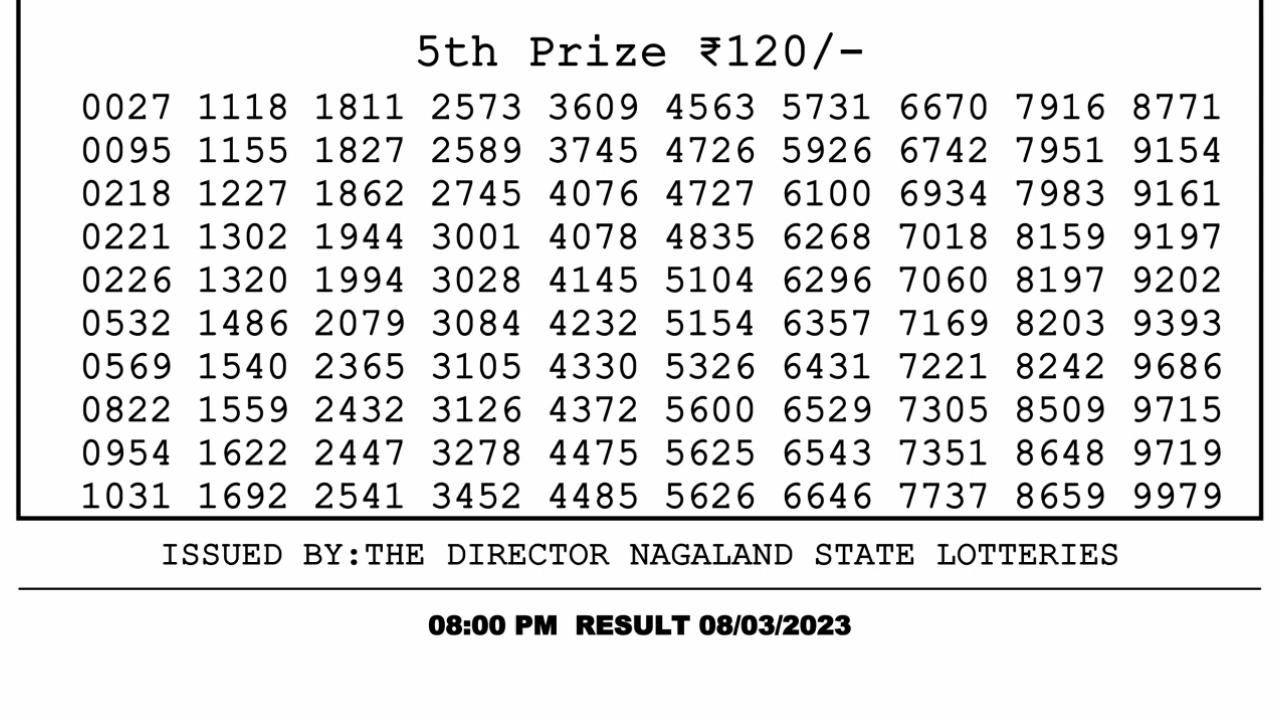 5th Prize ₹120/-
0027 1118 1811 2573 3609 4563 5731 6670 7916 8771
0095 1155 1827 2589 3745 4726 5926 6742 7951 9154
0218 1227 1862 2745 4076 4727 6100 6934 7983 9161
0221 1302 1944 3001 4078 4835 6268 7018 8159 9197
0226 1320 1994 3028 4145 5104 6296 7060 8197 9202
0532 1486 2079 3084 4232 5154 6357 7169 8203 9393
0569 1540 2365 3105 4330 5326 6431 7221 8242 9686
0822 1559 2432 3126 4372 5600 6529 7305 8509 9715
0954 1622 2447 3278 4475 5625 6543 7351 8648 9719
1031 1692 2541 3452 4485 5626 6646 7737 8659 9979
ISSUED BY:THE DIRECTOR NAGALAND STATE LOTTERIES
08:00 PM RESULT 08/03/2023